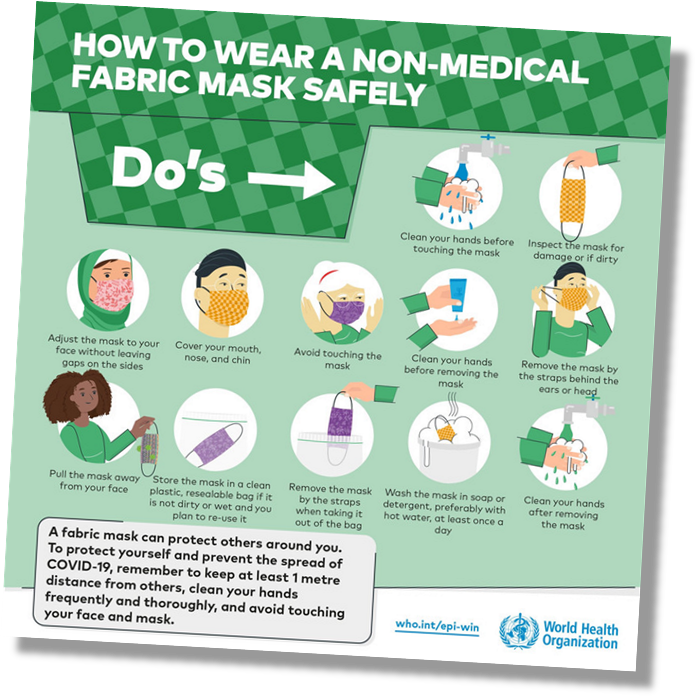 HOW TO WEAR A NON-MEDICAL
FABRIC MASK SAFELY
Do's
Clean your hands before
touching the mask
Inspect the mask for
damage or if dirty
Adjust the mask to your
face without leaving
gaps on the sides
Cover your mouth,
nose, and chin
Avoid touching the
mask
Clean your hands
before removing the
mask
Remove the mask by
the straps behind the
ears or head
Pull the mask away
from your face
Store the mask in a clean
plastic, resealable bag if it
is not dirty or wet and you
plan to re-use it
Remove the mask
by the straps
when taking it
out of the bag
Wash the mask in soap or
detergent, preferably with
hot water, at least once a
day
Clean your hands
after removing
the mask
A fabric mask can protect others around you.
To protect yourself and prevent the spread of
COVID-19, remember to keep at least 1 metre
distance from others, clean your hands
frequently and thoroughly, and avoid touching
your face and mask.
who.int/epi-win
World Health
Organization